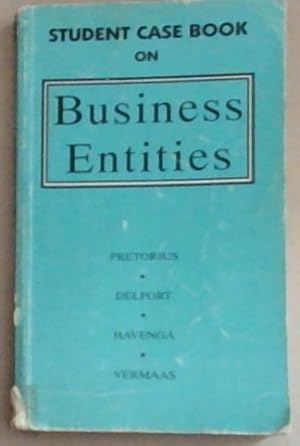 STUDENT CASE BOOK
ON
Business
Entities
PRETORIUS
•
DELPORT
•
HAVENGA
•
VERMAAS